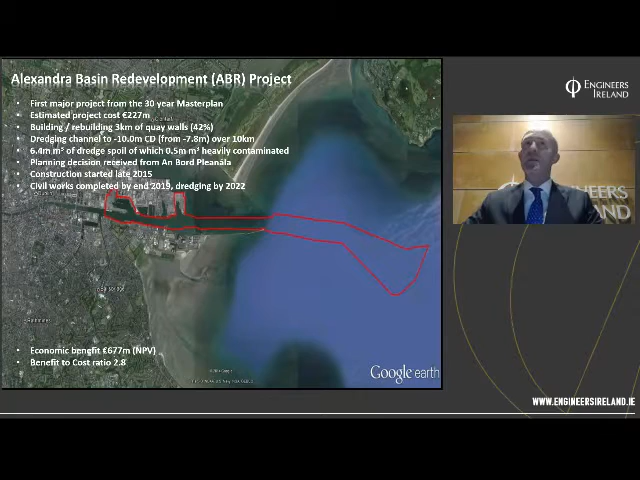 Alexandra Basin Redevelopment (ABR) Project
• First major project from the 30 year Masterplan
• Estimated project cost €227m
• Building / rebuilding 3km of quay walls (42%)
• Dredging channel to -10.0m CD (from -7.8m) over 10km
• 6.4m m³ of dredge spoil of which 0.5m m³ heavily contaminated
• Planning decision received from An Bord Pleanála
• Construction started late 2015
• Civil works completed by end 2019, dredging by 2022
• Economic benefit €677m (NPV)
• Benefit to Cost ratio 2.8
Google earth
ENGINEERS
IRELAND
NEERS
RELAND
WWW.ENGINEERSIRELAND.IE